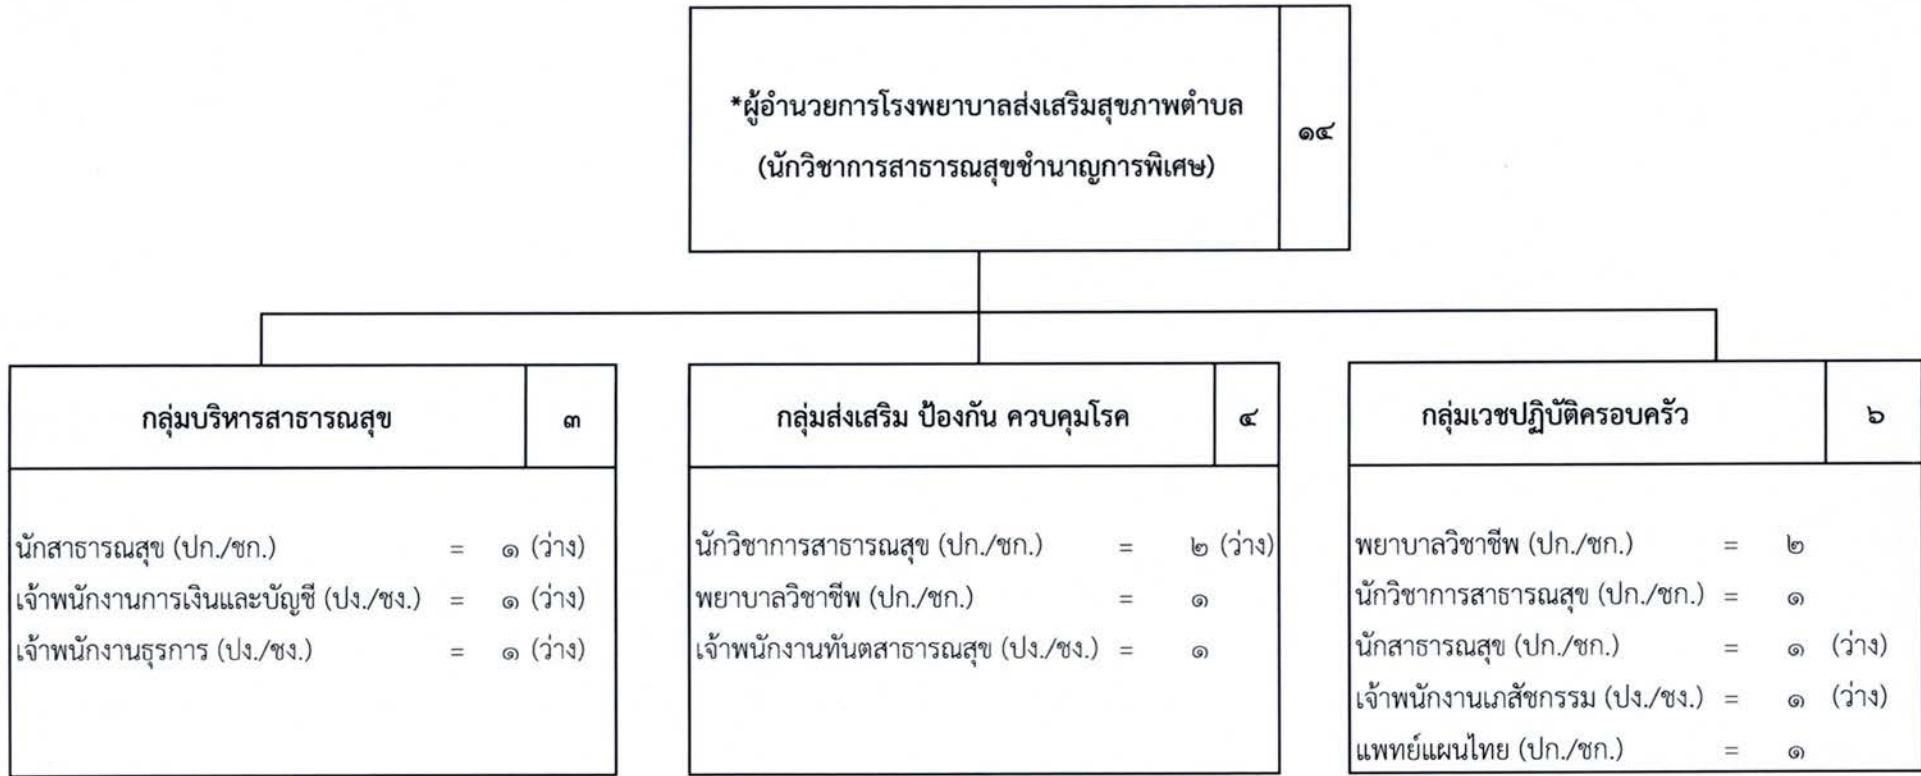 *ผู้อำนวยการโรงพยาบาลส่งเสริมสุขภาพตำบล
(นักวิชาการสาธารณสุขชำนาญการพิเศษ)
๑๔
กลุ่มบริหารสาธารณสุข ๓
นักสาธารณสุข (ปก./ชก.) = ๑ (ว่าง)
เจ้าพนักงานการเงินและบัญชี (ปง./ชง.) = ๑ (ว่าง)
เจ้าพนักงานธุรการ (ปง./ชง.) = ๑ (ว่าง)
กลุ่มส่งเสริม ป้องกัน ควบคุมโรค ๔
นักวิชาการสาธารณสุข (ปก./ชก.) = ๒ (ว่าง)
พยาบาลวิชาชีพ (ปก./ชก.) = ๑
เจ้าพนักงานทันตสาธารณสุข (ปง./ชง.) = ๑
กลุ่มเวชปฏิบัติครอบครัว ๖
พยาบาลวิชาชีพ (ปก./ชก.) = ๒
นักวิชาการสาธารณสุข (ปก./ชก.) = ๑
นักสาธารณสุข (ปก./ชก.) = ๑ (ว่าง)
เจ้าพนักงานเภสัชกรรม (ปง./ชง.) = ๑ (ว่าง)
แพทย์แผนไทย (ปก./ชก.) = ๑